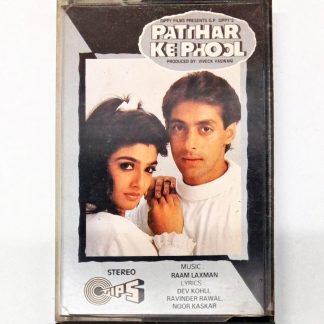 GIPPY FILMS PRESENTS G.P. SIPPY'S
PATTHAR
KE PHOOL
PRODUCED BY: VIVECK VASWANI
STEREO
TIPS
MUSIC :
RAAM LAXMAN
LYRICS :
DEV KOHLI,
RAVINDER RAWAL,
NOOR KASKAR